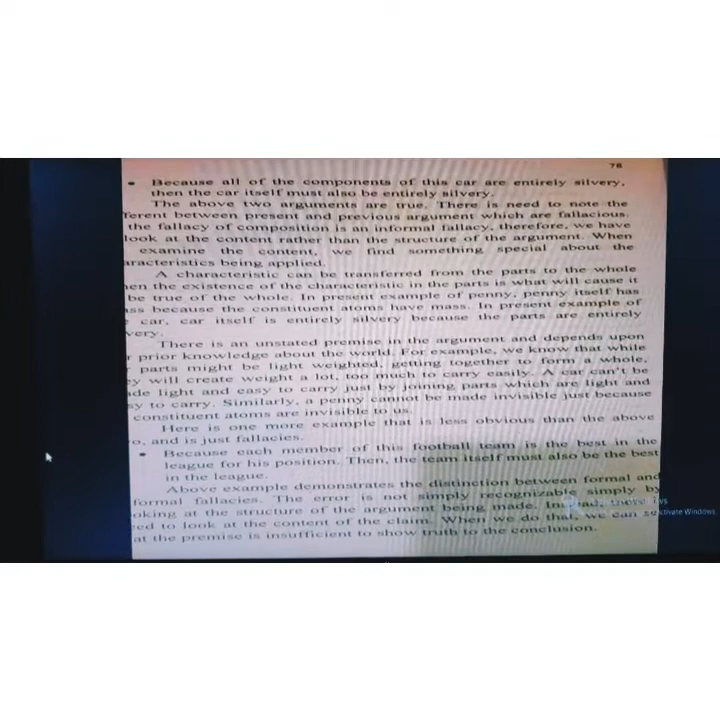 76
• Because all of the components of this car are entirely silvery,
then the car itself must also be entirely silvery.
The above two arguments are true. There is need to note the
ferent between present and previous argument which are fallacious.
the fallacy of composition is an informal fallacy, therefore, we have
look at the content rather than the structure of the argument. When
examine the content, we find something special about the
aracteristics being applied.
A characteristic can be transferred from the parts to the whole
hen the existence of the characteristic in the parts is what will cause it
be true of the whole. In present example of penny, penny itself has
ass because the constituent atoms have mass. In present example of
car, car itself is entirely silvery because the parts are entirely
very.
There is an unstated premise in the argument and depends upon
r prior knowledge about the world. For example, we know that while
parts might be light weighted, getting together to form a whole,
ey will create weight a lot, too much to carry easily. A car can't be
ade light and easy to carry just by joining parts which are light and
sy to carry. Similarly, a penny cannot be made invisible just because
constituent atoms are invisible to us.
Here is one more example that is less obvious than the above
o, and is just fallacies.
• Because each member of this football team is the best in the
league for his position. Then, the team itself must also be the best
in the league.
Above example demonstrates the distinction between formal and
formal fallacies. The error is not simply recognizable simply by
oking at the structure of the argument being made.
ed to look at the content of the claim. When we do that, we can
at the premise is insufficient to show truth to the conclusion.
ctivate Windows